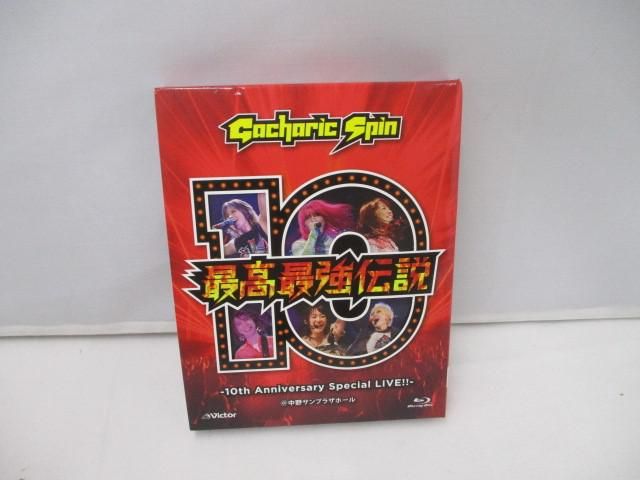 Gacharic Spin
10
最高最強伝説
-10th Anniversary Special LIVE!!-
@中野サンプラザホール
Victor
Blu-ray Disc